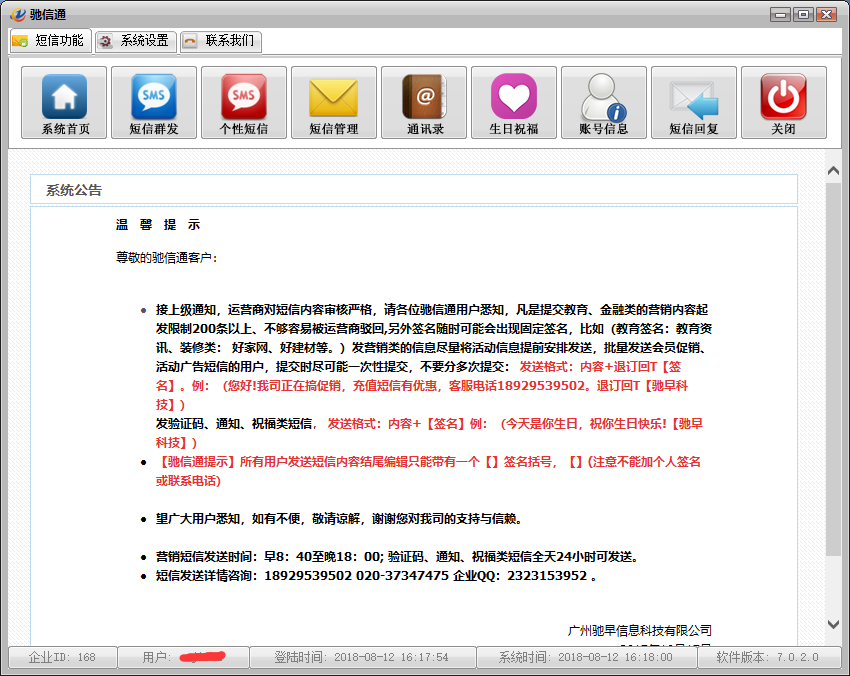 驰信通
短信功能 系统设置 联系我们
SMS SMS @
系统首页 短信群发 个性短信 短信管理 通讯录 生日祝福 账号信息 短信回复 关闭
系统公告
温 馨 提 示
尊敬的驰信通客户：
接上级通知，运营商对短信内容审核严格，请各位驰信通用户悉知，凡是提交教育、金融类的营销内容起
发限制200条以上、不够容易被运营商驳回,另外签名随时可能会出现固定签名，比如（教育签名：教育资
讯、装修类： 好家网、好建材等。）发营销类的信息尽量将活动信息提前安排发送，批量发送会员促销、
活动广告短信的用户，提交时尽可能一次性提交，不要分多次提交： 发送格式：内容+退订回T【签
名】。例：（您好!我司正在搞促销，充值短信有优惠，客服电话18929539502。退订回T【驰早科
技】)
发验证码、通知、祝福类短信， 发送格式：内容+【签名】例：（今天是你生日，祝你生日快乐!【驰早
科技】)
【驰信通提示】所有用户发送短信内容结尾编辑只能带有一个【】签名括号，【】(注意不能加个人签名
或联系电话)
望广大用户悉知，如有不便，敬请谅解，谢谢您对我司的支持与信赖。
营销短信发送时间：早8：40至晚18：00; 验证码、通知、祝福类短信全天24小时可发送。
短信发送详情咨询：18929539502 020-37347475 企业QQ：2323153952 。
广州驰早信息科技有限公司
企业ID: 168 用户: 登陆时间: 2018-08-12 16:17:54 系统时间: 2018-08-12 16:18:00 软件版本: 7.0.2.0